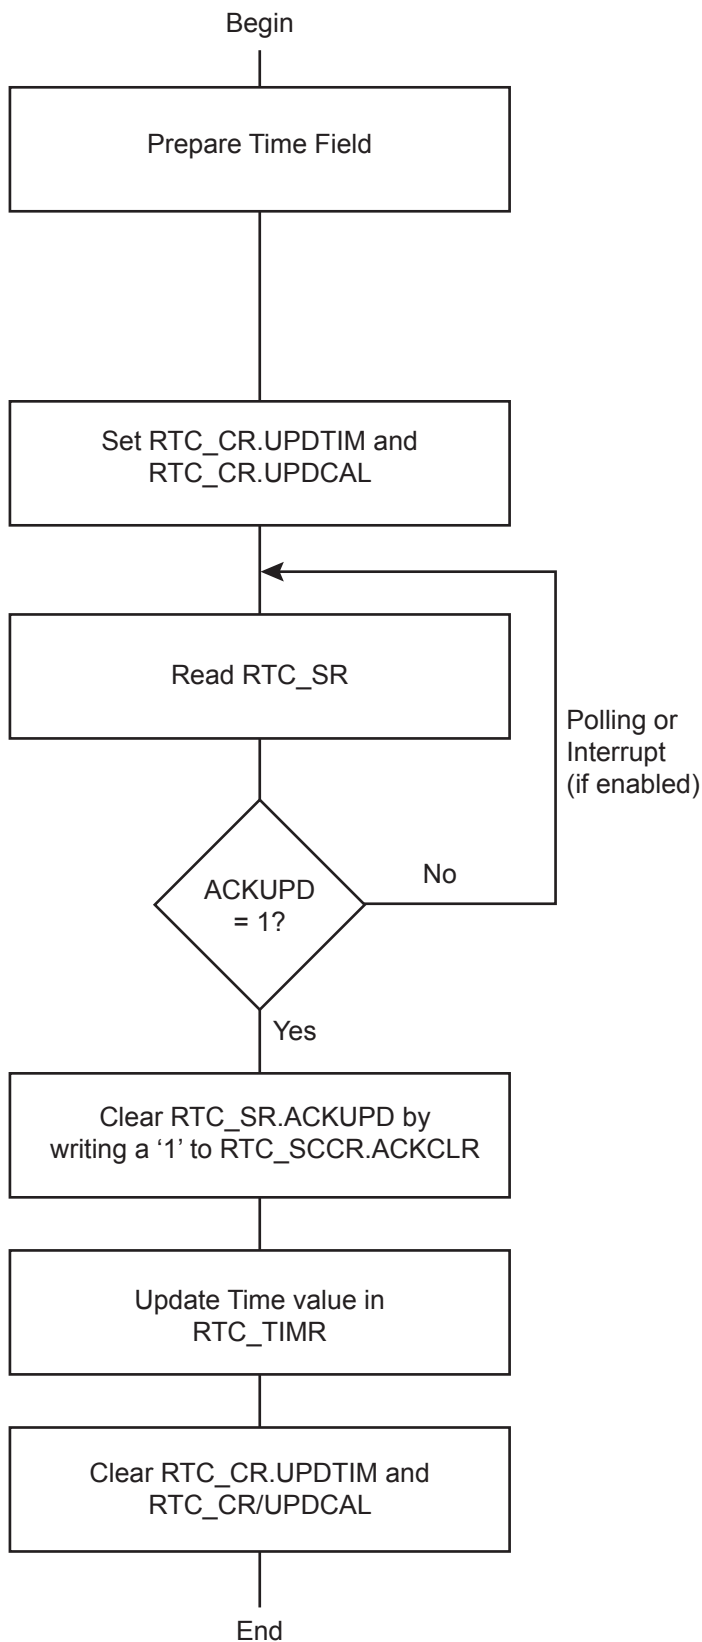 Begin
Prepare Time Field
Set RTC_CR.UPDTIM and
RTC_CR.UPDCAL
Read RTC_SR
Polling or
Interrupt
(if enabled)
ACKUPD
= 1?
No
Yes
Clear RTC_SR.ACKUPD by
writing a ‘1’ to RTC_SCCR.ACKCLR
Update Time value in
RTC_TIMR
Clear RTC_CR.UPDTIM and
RTC_CR/UPDCAL
End